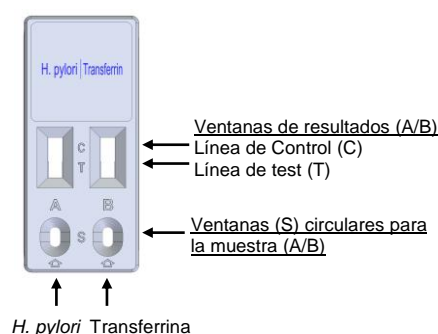 H. pylori | Transferrin
Ventanas de resultados (A/B)
C
Línea de Control (C)
T
Línea de test (T)
A B
S
Ventanas (S) circulares para
la muestra (A/B)
H. pylori Transferrina